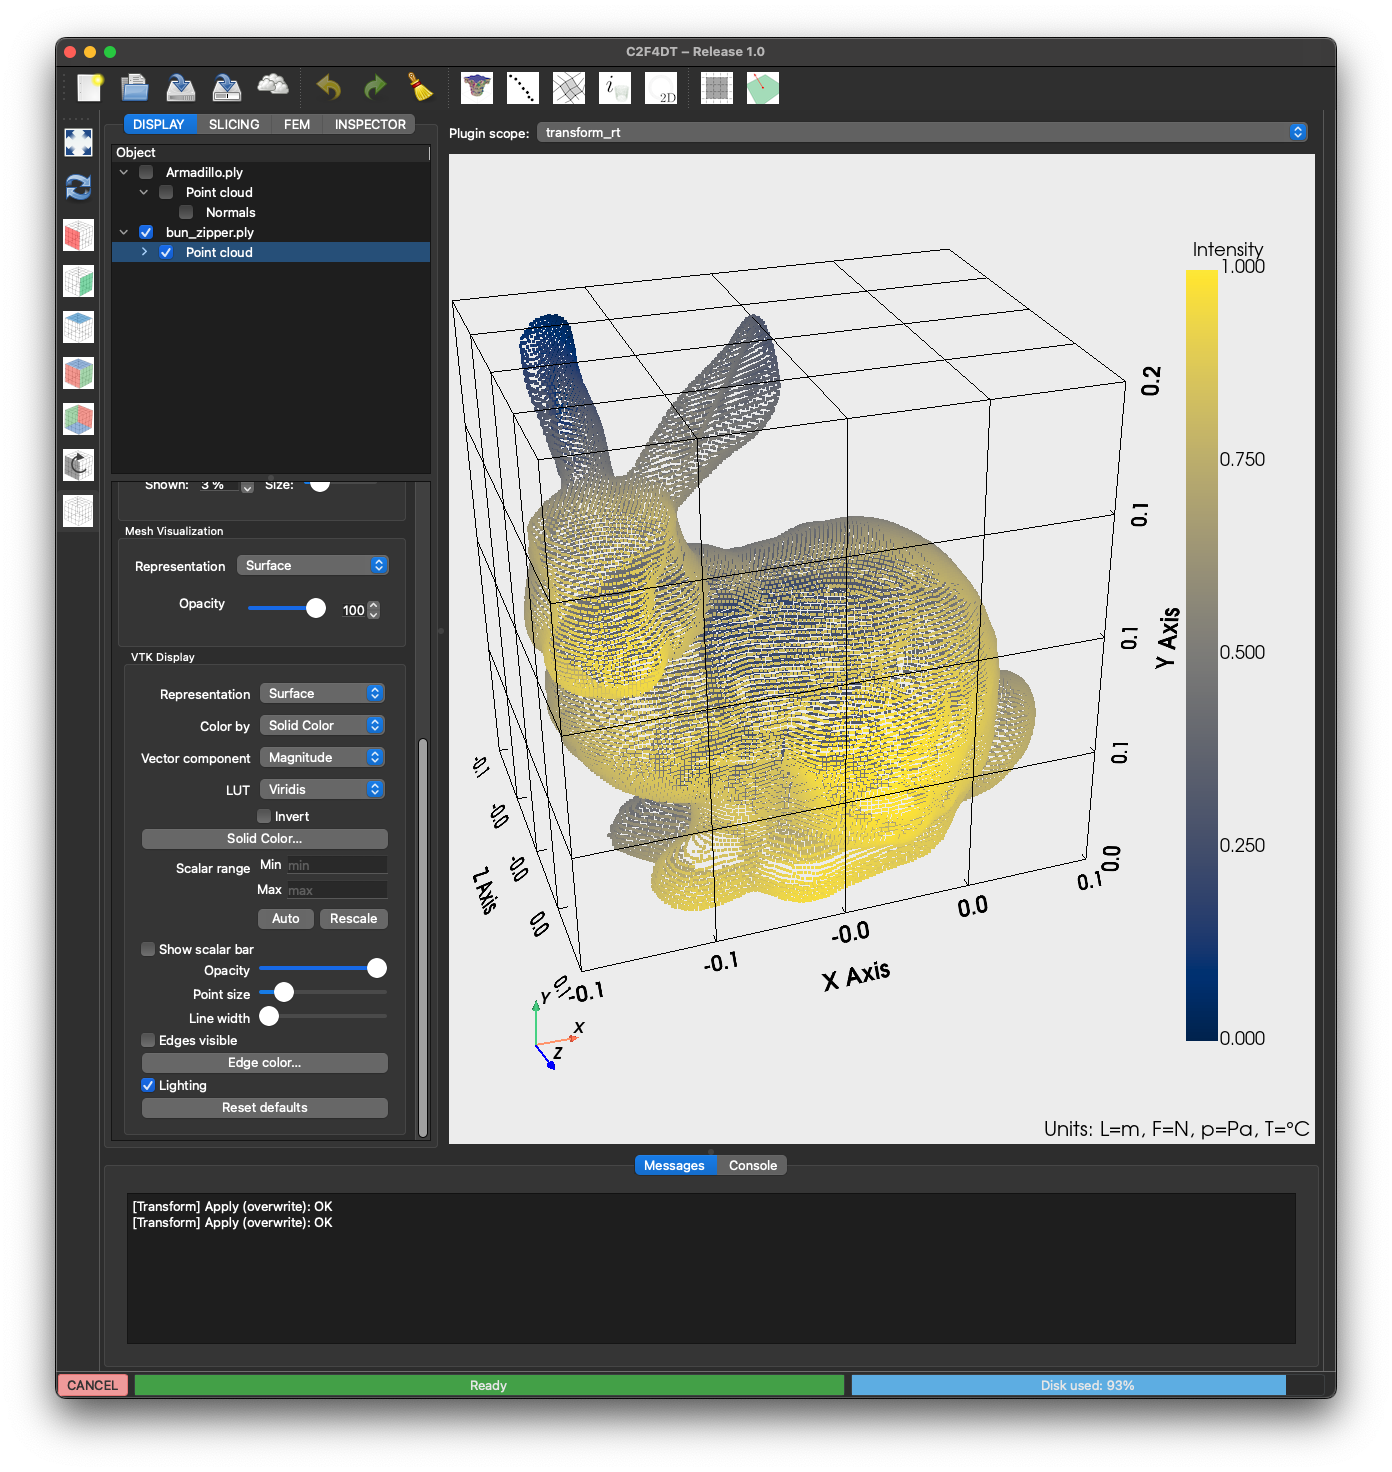 C2F4DT – Release 1.0
2D
DISPLAY SLICING FEM INSPECTOR
Plugin scope: transform_rt
Object
Armadillo.ply
Point cloud
Normals
bun_zipper.ply
Point cloud
Shown: 3 % Size:
Mesh Visualization
Representation Surface
Opacity 100
VTK Display
Representation Surface
Color by Solid Color
Vector component Magnitude
LUT Viridis
Invert
Solid Color...
Scalar range Min min
Max max
Auto Rescale
Show scalar bar
Opacity
Point size
Line width
Edges visible
Edge color...
Lighting
Reset defaults
Intensity
1.000
0.750
0.500
0.250
0.000
0.2
0.1
0.1
0.1
0.0
Y Axis
-0.1
-0.0
-0.0
0.0
0.1
Z Axis
-0.1
-0.1
-0.0
0.0
0.1
X Axis
Y
X
Z
Units: L=m, F=N, p=Pa, T=°C
Messages Console
[Transform] Apply (overwrite): OK
[Transform] Apply (overwrite): OK
CANCEL Ready Disk used: 93%